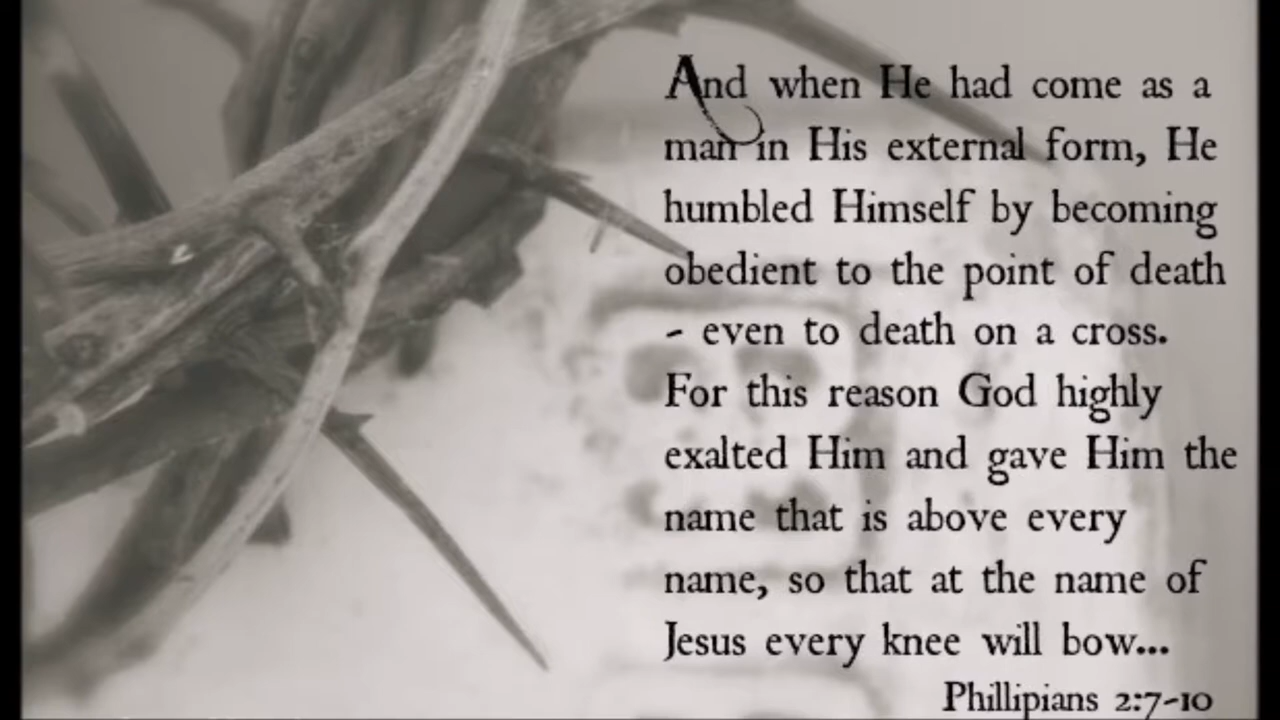 And when He had come as a
man in His external form, He
humbled Himself by becoming
obedient to the point of death
- even to death on a cross.
For this reason God highly
exalted Him and gave Him the
name that is above every
name, so that at the name of
Jesus every knee will bow...
Phillipians 2:7-10